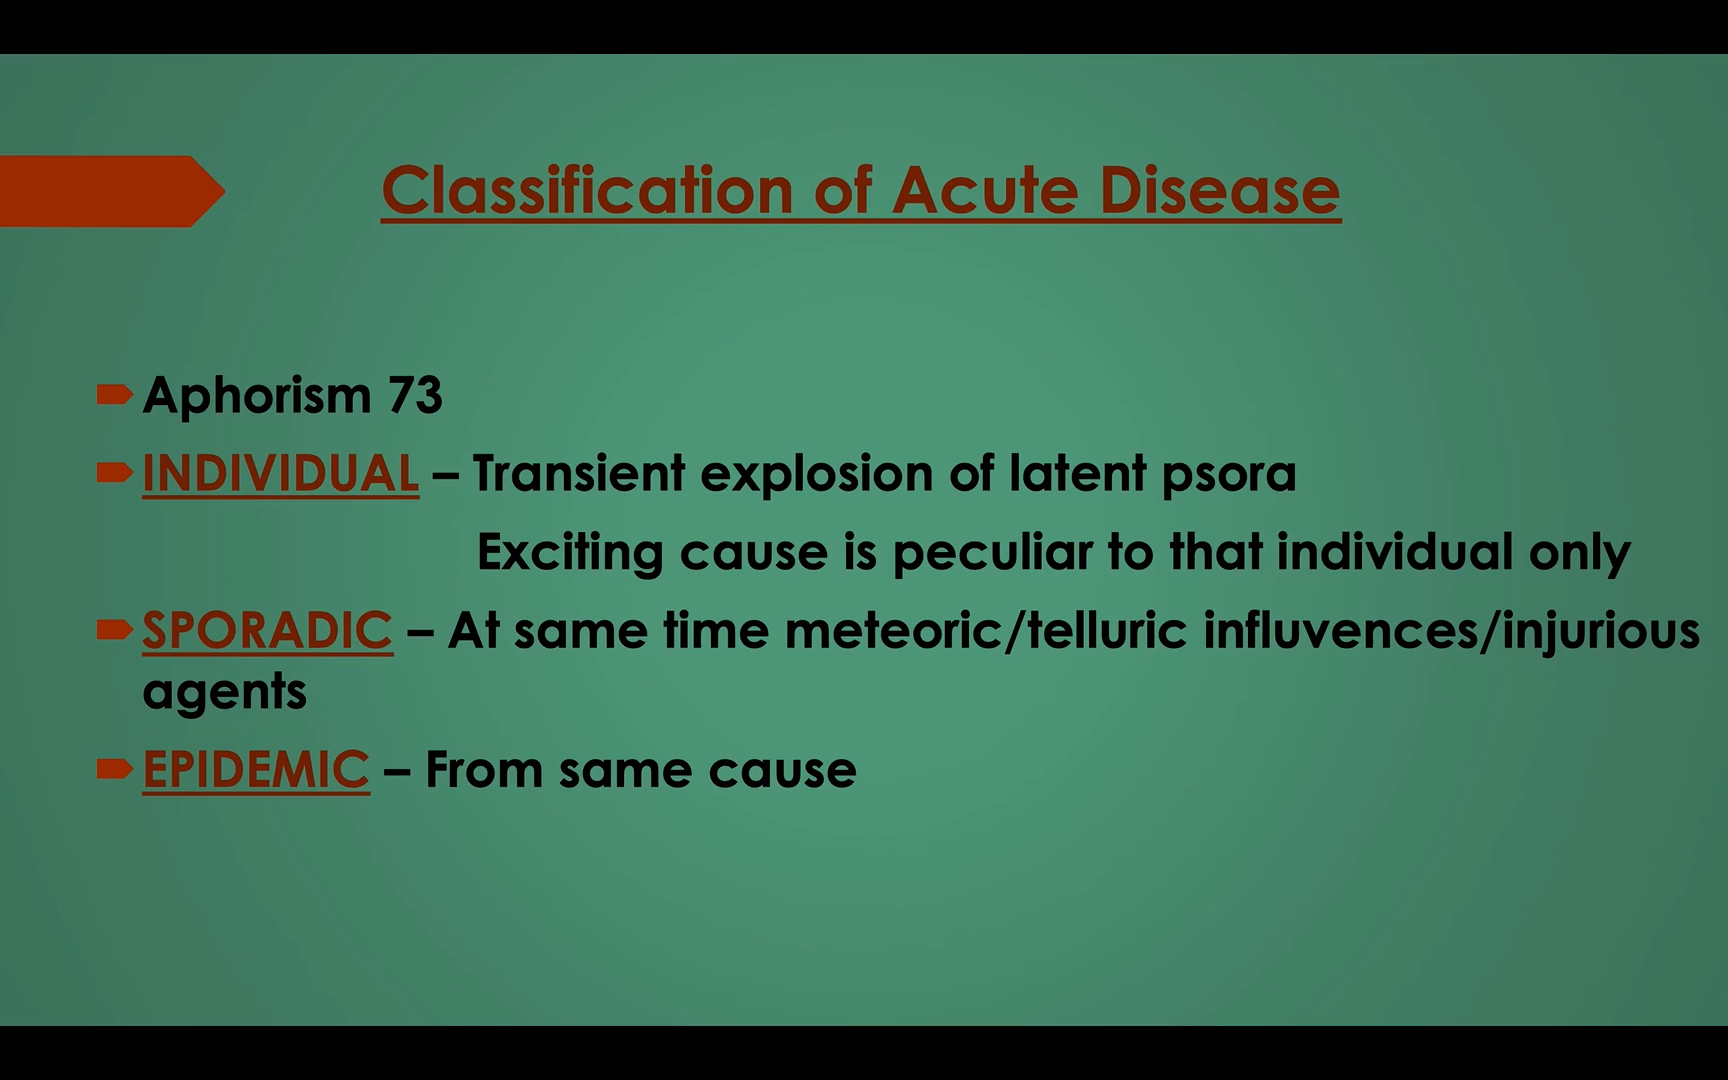 Classification of Acute Disease
Aphorism 73
INDIVIDUAL – Transient explosion of latent psora
Exciting cause is peculiar to that individual only
SPORADIC – At same time meteoric/telluric influvences/injurious
agents
EPIDEMIC – From same cause